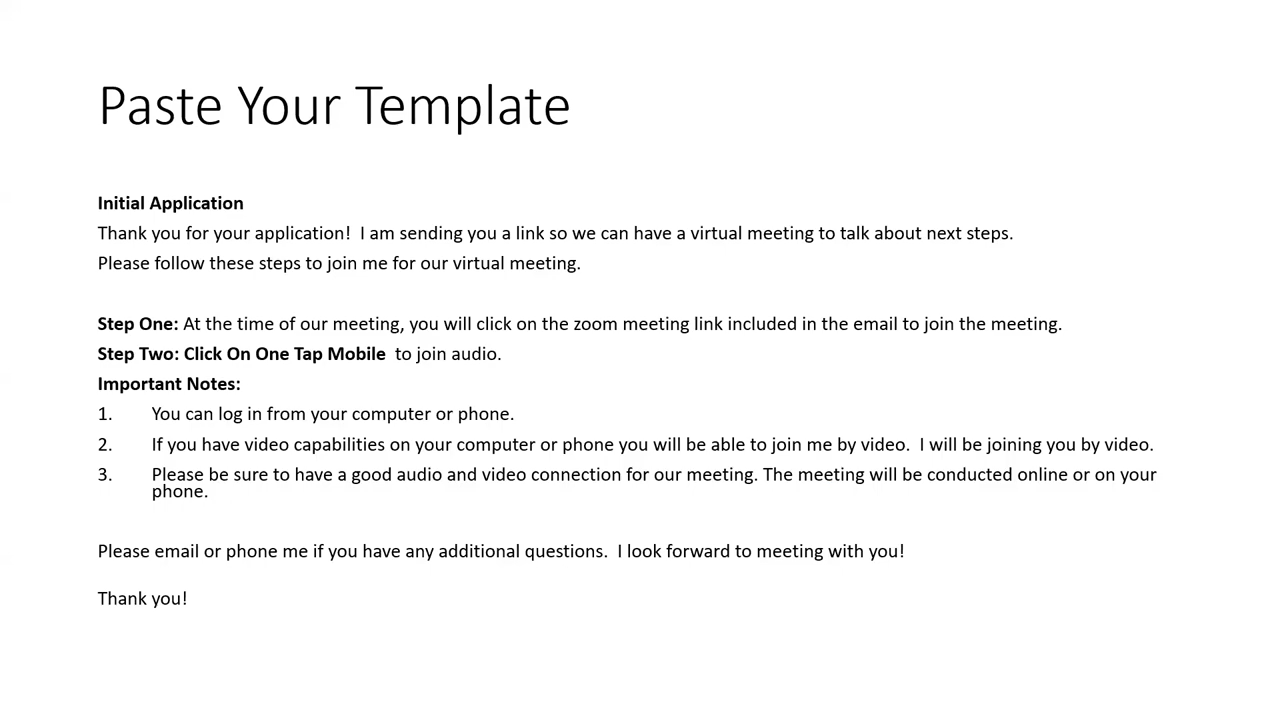 Paste Your Template
Initial Application
Thank you for your application!  I am sending you a link so we can have a virtual meeting to talk about next steps.
Please follow these steps to join me for our virtual meeting.
Step One: At the time of our meeting, you will click on the zoom meeting link included in the email to join the meeting.
Step Two: Click On One Tap Mobile  to join audio.
Important Notes:
1. You can log in from your computer or phone.
2. If you have video capabilities on your computer or phone you will be able to join me by video.  I will be joining you by video.
3. Please be sure to have a good audio and video connection for our meeting. The meeting will be conducted online or on your
phone.
Please email or phone me if you have any additional questions.  I look forward to meeting with you!
Thank you!